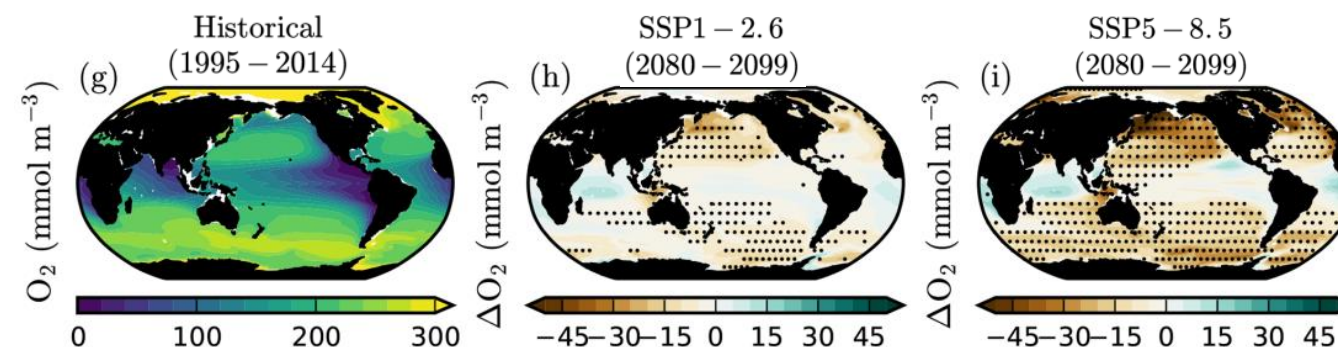 Historical
(1995 – 2014)
SSP1 – 2.6
(2080 – 2099)
SSP5 – 8.5
(2080 – 2099)
(g)
(h)
(i)
O₂ (mmol m⁻³)
ΔO₂ (mmol m⁻³)
ΔO₂ (mmol m⁻³)
0 100 200 300
−45 −30 −15 0 15 30 45
−45 −30 −15 0 15 30 45